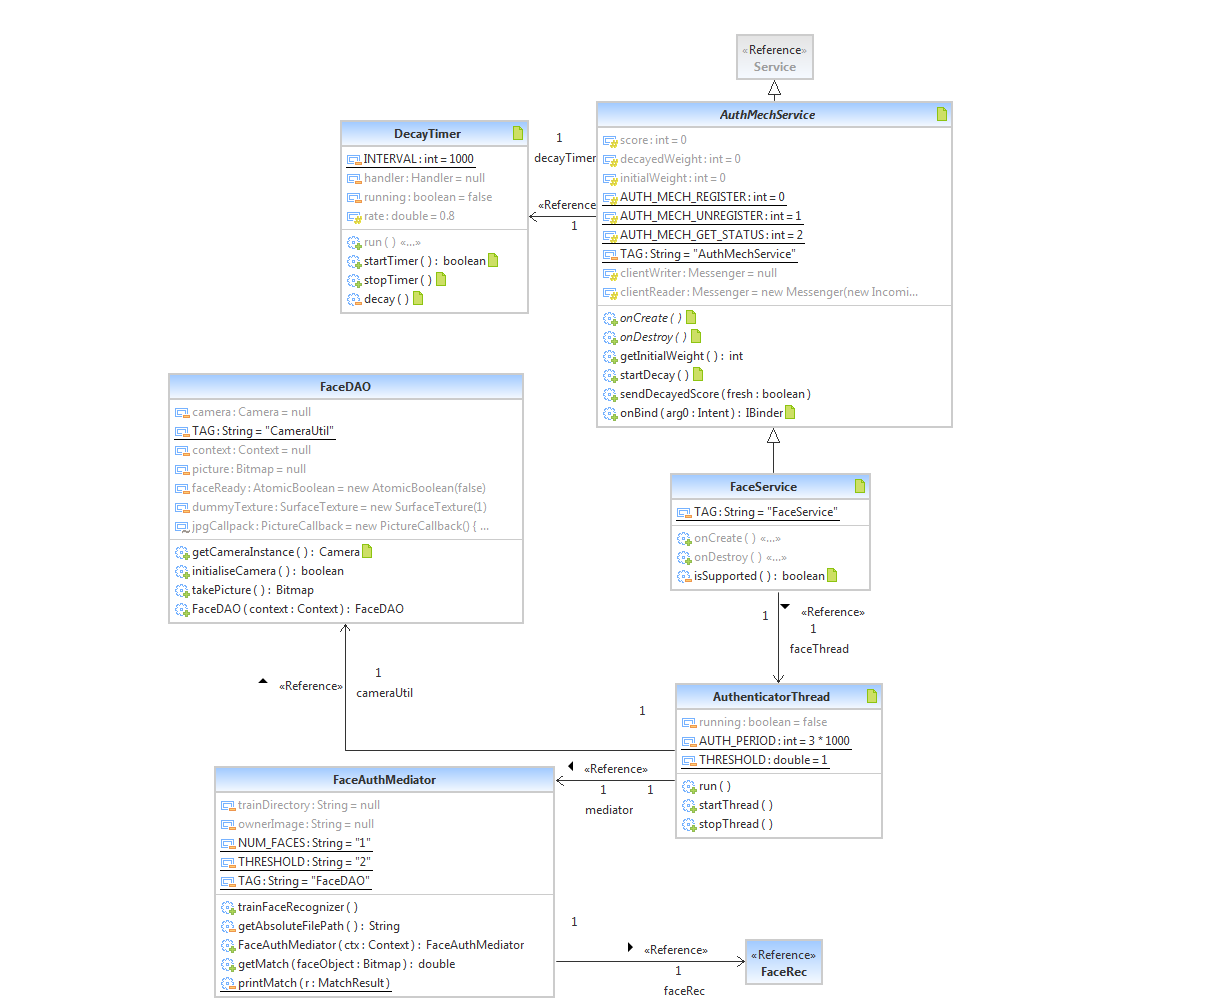 «Reference»
Service
AuthMechService
score : int = 0
decayedWeight : int = 0
initialWeight : int = 0
AUTH_MECH_REGISTER : int = 0
AUTH_MECH_UNREGISTER : int = 1
AUTH_MECH_GET_STATUS : int = 2
TAG : String = "AuthMechService"
clientWriter : Messenger = null
clientReader : Messenger = new Messenger(new Incomi...
onCreate ( )
onDestroy ( )
getInitialWeight ( ) : int
startDecay ( )
sendDecayedScore ( fresh : boolean )
onBind ( arg0 : Intent ) : IBinder
DecayTimer
INTERVAL : int = 1000
handler : Handler = null
running : boolean = false
rate : double = 0.8
run ( ) «...»
startTimer ( ) : boolean
stopTimer ( )
decay ( )
1
decayTimer
«Reference
1
FaceDAO
camera : Camera = null
TAG : String = "CameraUtil"
context : Context = null
picture : Bitmap = null
faceReady : AtomicBoolean = new AtomicBoolean(false)
dummyTexture : SurfaceTexture = new SurfaceTexture(1)
jpgCallpack : PictureCallback = new PictureCallback() { ...
getCameraInstance ( ) : Camera
initialiseCamera ( ) : boolean
takePicture ( ) : Bitmap
FaceDAO ( context : Context ) : FaceDAO
FaceService
TAG : String = "FaceService"
onCreate ( ) «...»
onDestroy ( ) «...»
isSupported ( ) : boolean
1
«Reference»
1
faceThread
1
«Reference»
cameraUtil
1
AuthenticatorThread
running : boolean = false
AUTH_PERIOD : int = 3 * 1000
THRESHOLD : double = 1
run ( )
startThread ( )
stopThread ( )
«Reference»
1 1
mediator
FaceAuthMediator
trainDirectory : String = null
ownerImage : String = null
NUM_FACES : String = "1"
THRESHOLD : String = "2"
TAG : String = "FaceDAO"
trainFaceRecognizer ( )
getAbsoluteFilePath ( ) : String
FaceAuthMediator ( ctx : Context ) : FaceAuthMediator
getMatch ( faceObject : Bitmap ) : double
printMatch ( r : MatchResult )
1
«Reference»
1
faceRec
«Reference»
FaceRec